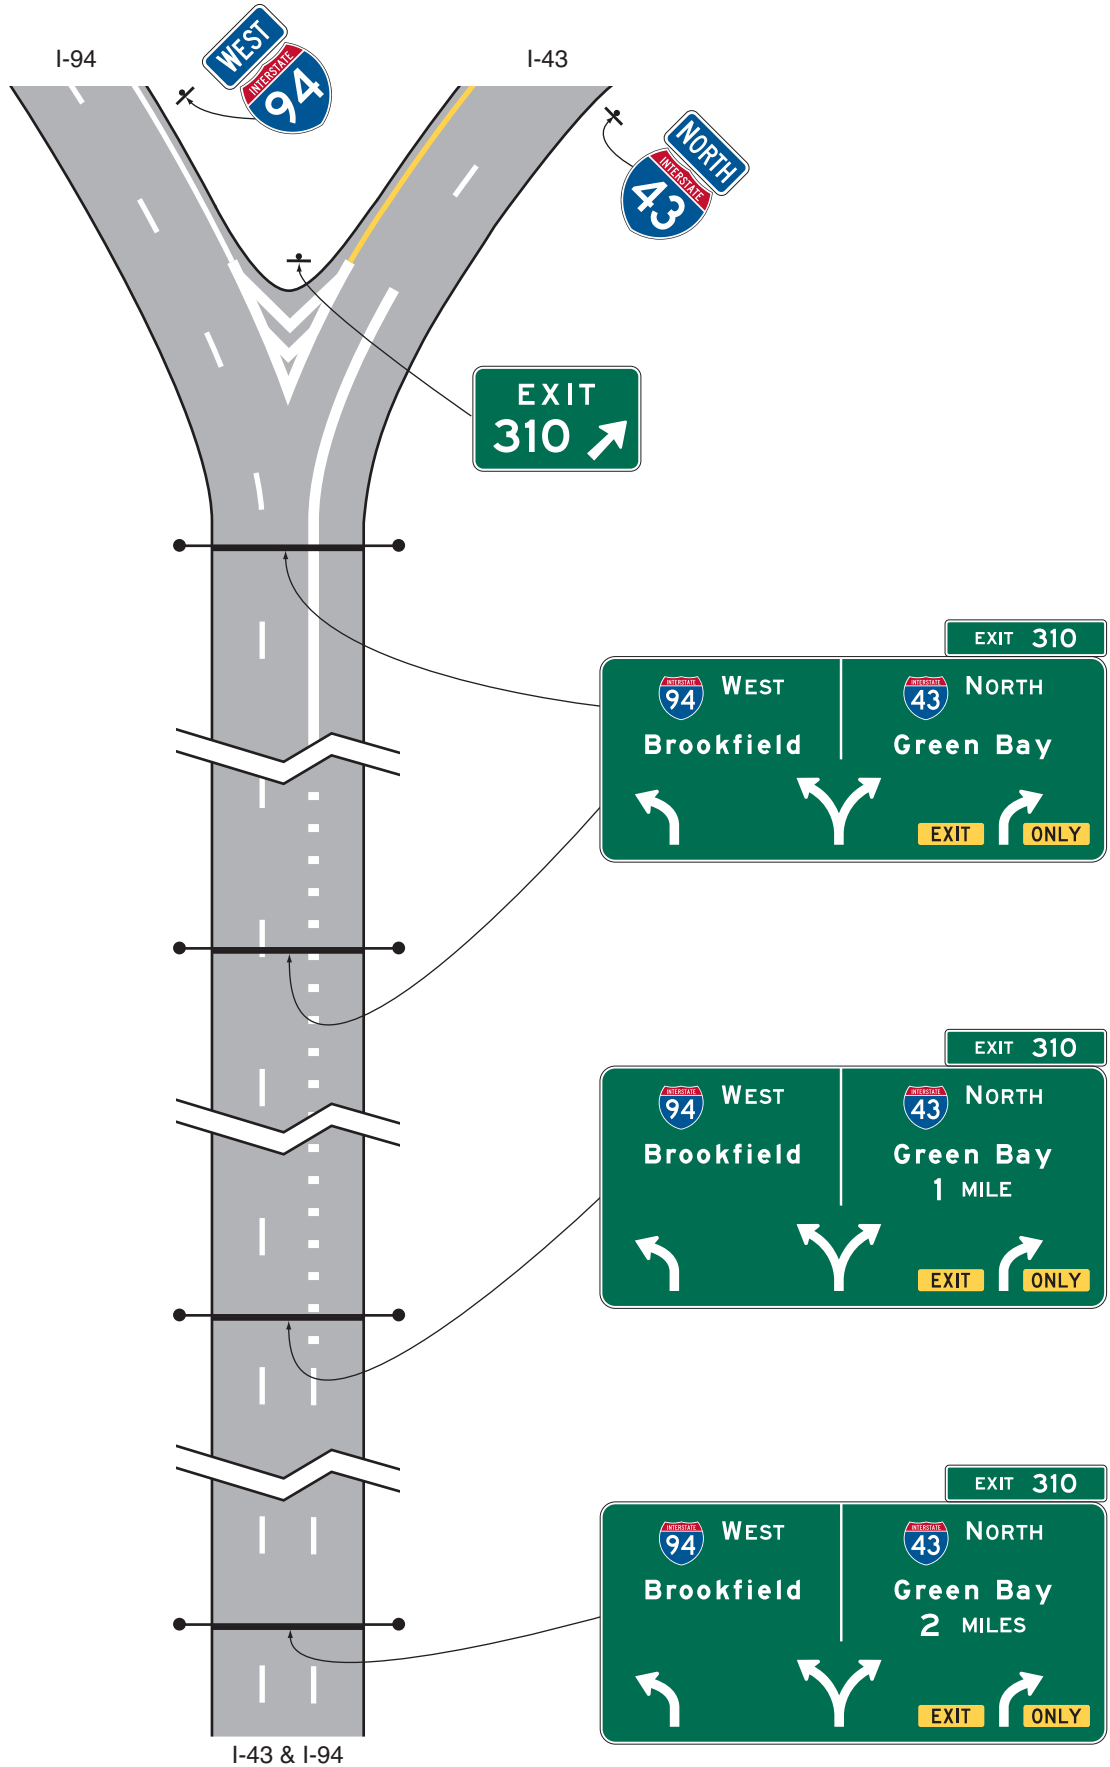 I-94
WEST
INTERSTATE
94
I-43
NORTH
INTERSTATE
43
EXIT
310
EXIT 310
INTERSTATE
94
WEST
Brookfield
INTERSTATE
43
NORTH
Green Bay
EXIT ONLY
EXIT 310
INTERSTATE
94
WEST
Brookfield
INTERSTATE
43
NORTH
Green Bay
1 MILE
EXIT ONLY
EXIT 310
INTERSTATE
94
WEST
Brookfield
INTERSTATE
43
NORTH
Green Bay
2 MILES
EXIT ONLY
I-43 & I-94